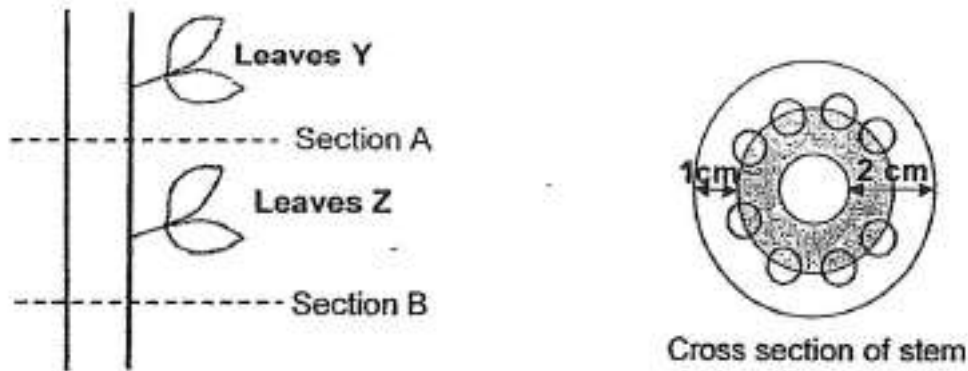 Leaves Y
Section A
Leaves Z
Section B
1cm
2 cm
Cross section of stem